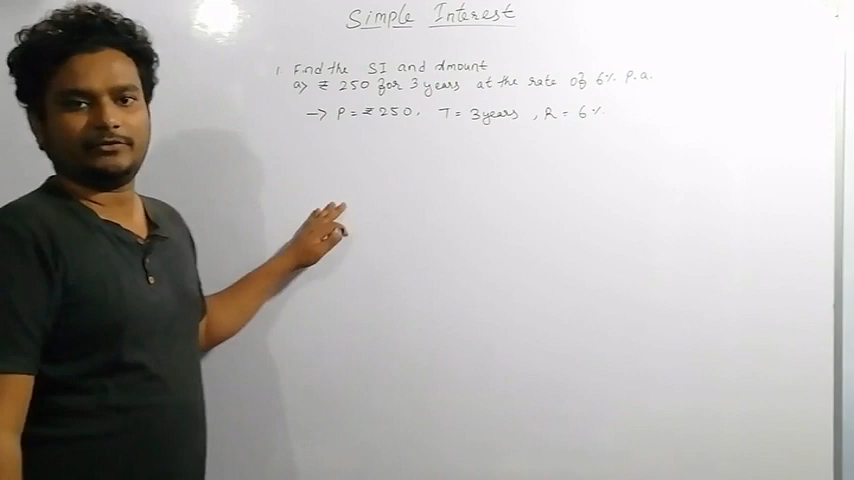 Simple Interest
1. Find the SI and Amount
a) ₹ 250 for 3 years at the rate of 6% P.a.
→ P = ₹ 250, T = 3 years, R = 6%